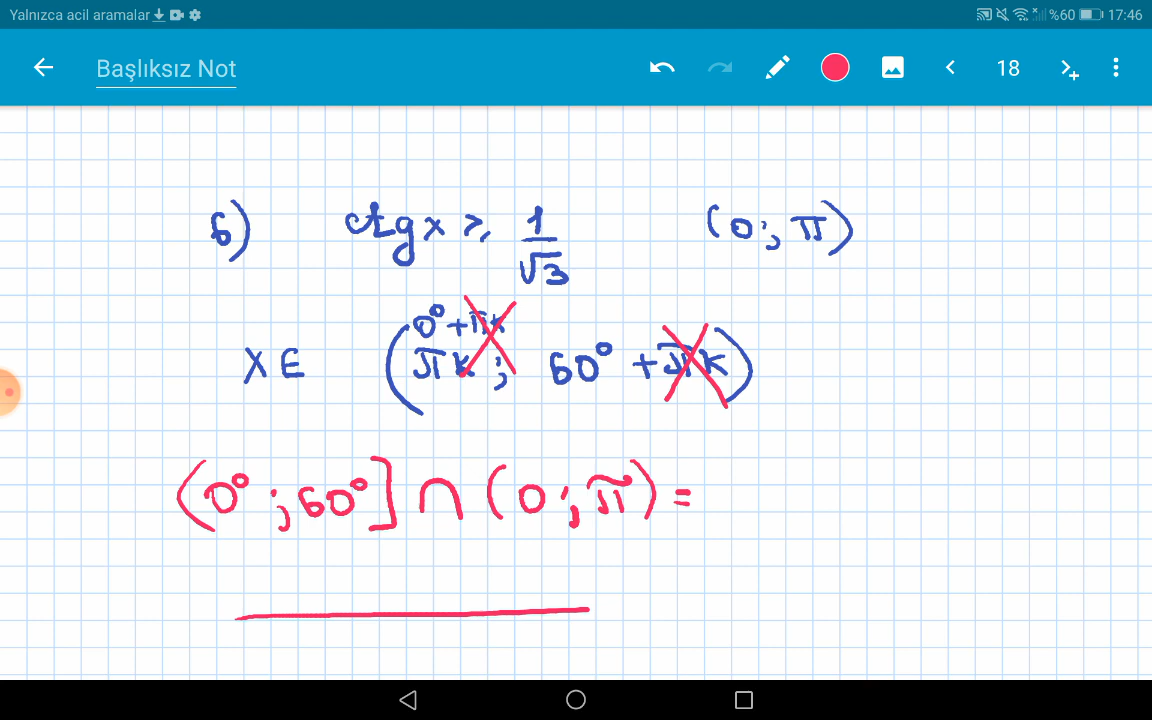 Yalnızca acil aramalar %60 17:46
Başlıksız Not 18
б) ctg x ≥ 1/√3 (0; π)
0° + πk
x ∈ (πk; 60° + πk)
(0°; 60°] ∩ (0; π) =